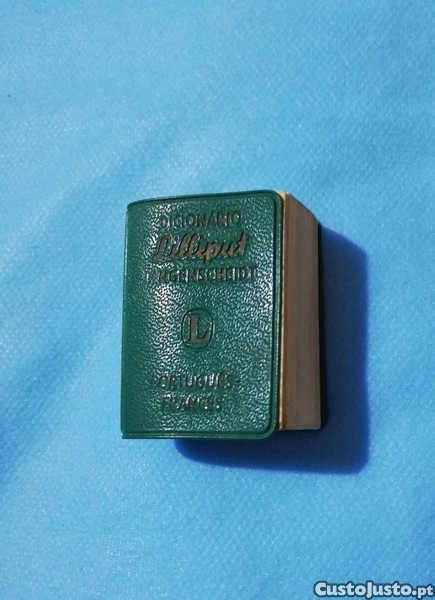 DICIONÁRIO
Lilliput
LANGENSCHEIDT
L
PORTUGUÊS-
FRANCÊS
CustoJusto.pt